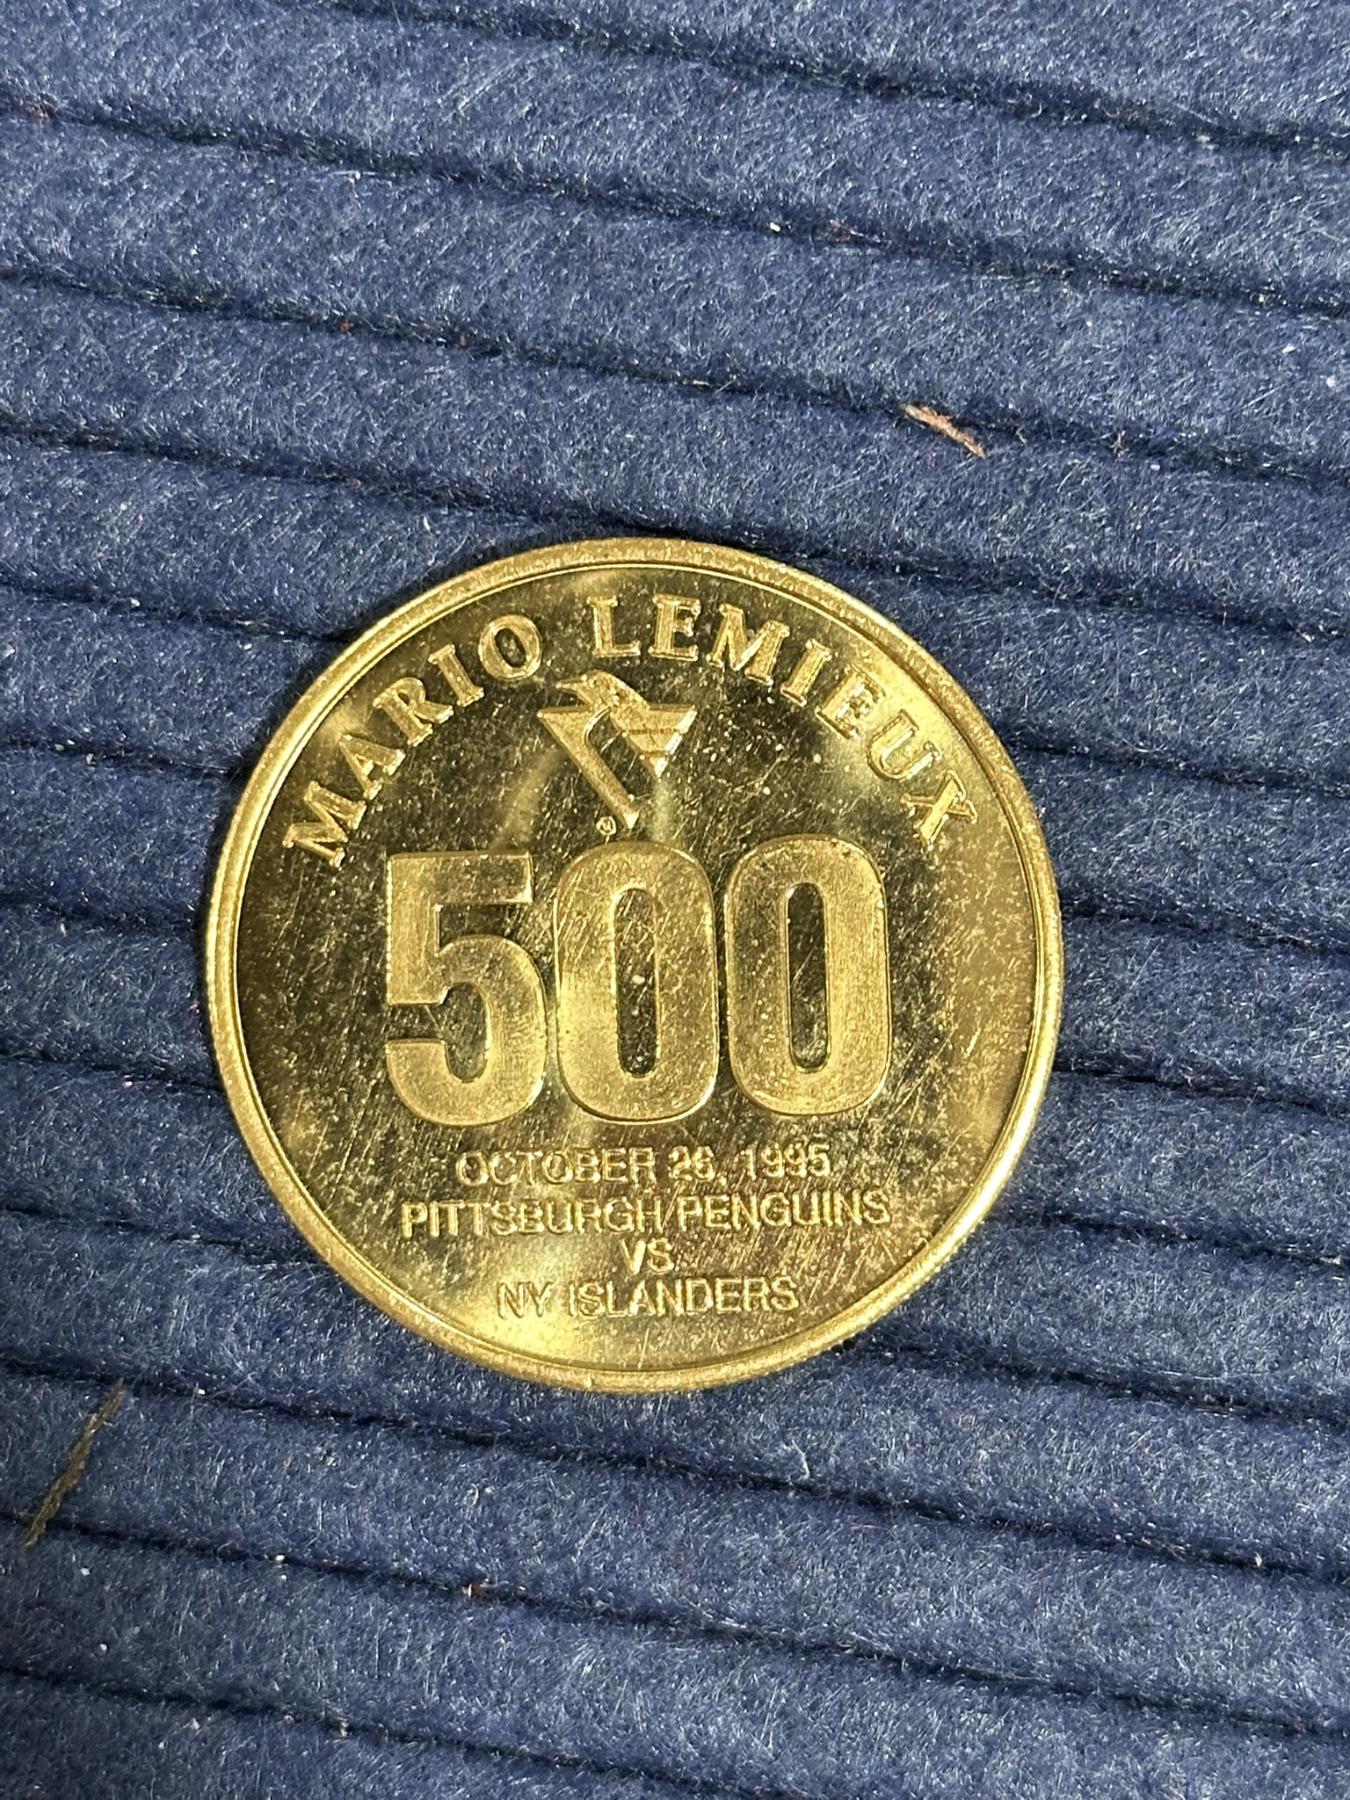 MARIO LEMIEUX
®
500
OCTOBER 26, 1995
PITTSBURGH PENGUINS
VS
NY ISLANDERS